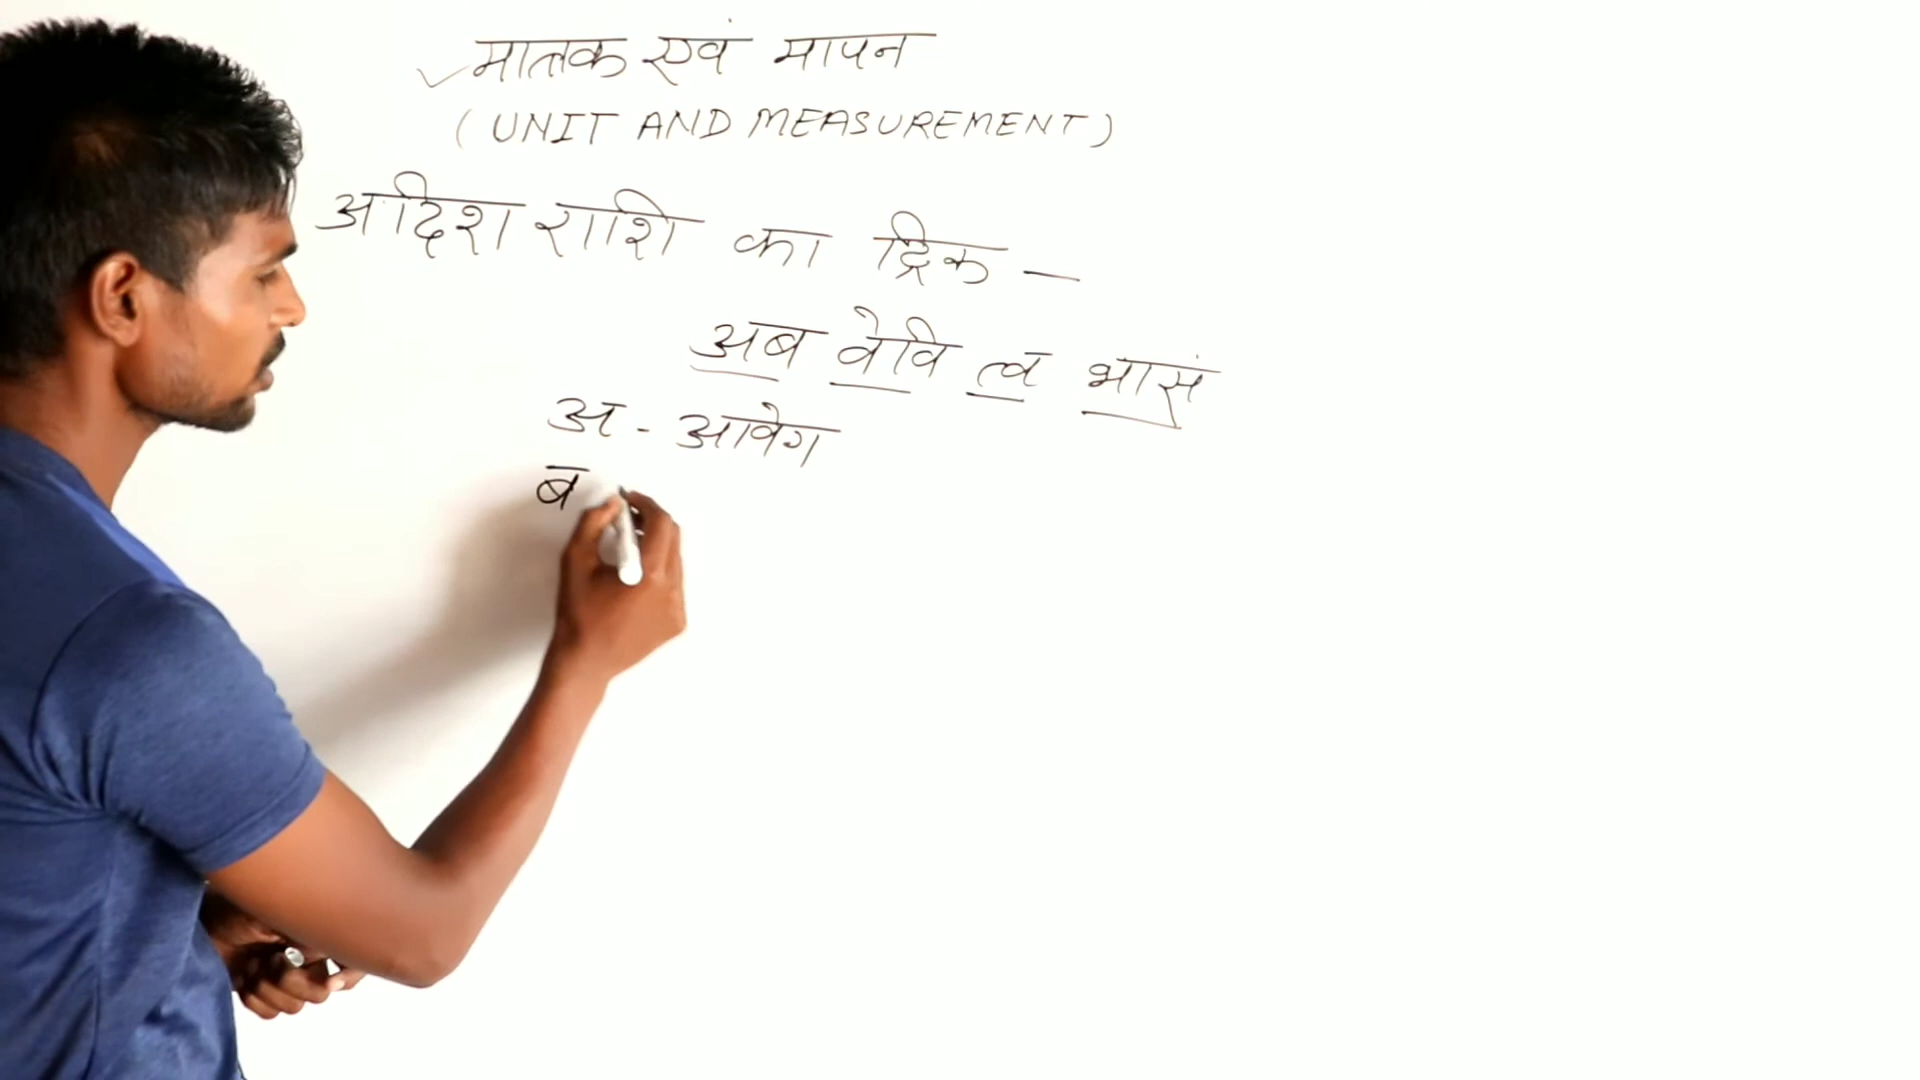 मात्रक एवं मापन
(UNIT AND MEASUREMENT)
अदिश राशि का ट्रिक —
अब वेवि त्व भासं
अ - आवेग
ब